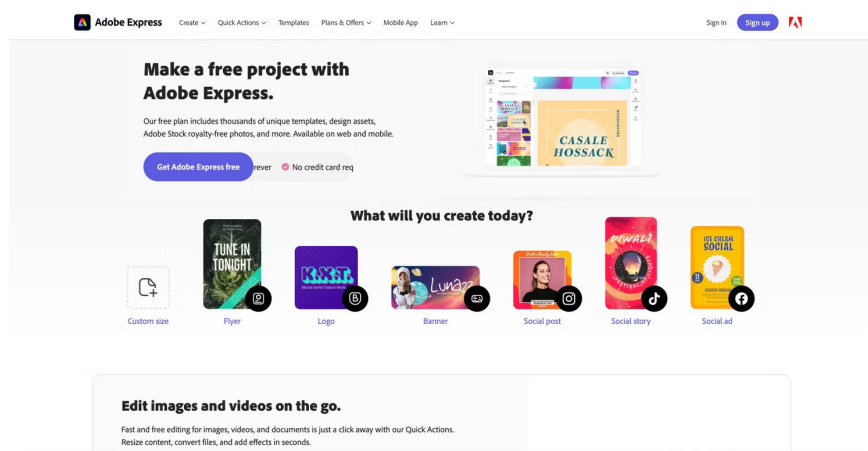 Adobe Express
Create
Quick Actions
Templates
Plans & Offers
Mobile App
Learn
Sign In
Sign up
Make a free project with
Adobe Express.
Our free plan includes thousands of unique templates, design assets,
Adobe Stock royalty-free photos, and more. Available on web and mobile.
Get Adobe Express free
rever
No credit card req
CASALE
HOSSACK
What will you create today?
TUNE IN
TONIGHT
K.X.T.
Lunazz
DIWALI
ICE CREAM
SOCIAL
11
Custom size
Flyer
Logo
Banner
Social post
Social story
Social ad
Edit images and videos on the go.
Fast and free editing for images, videos, and documents is just a click away with our Quick Actions.
Resize content, convert files, and add effects in seconds.